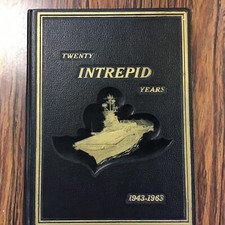 TWENTY
INTREPID
YEARS
1943-1963